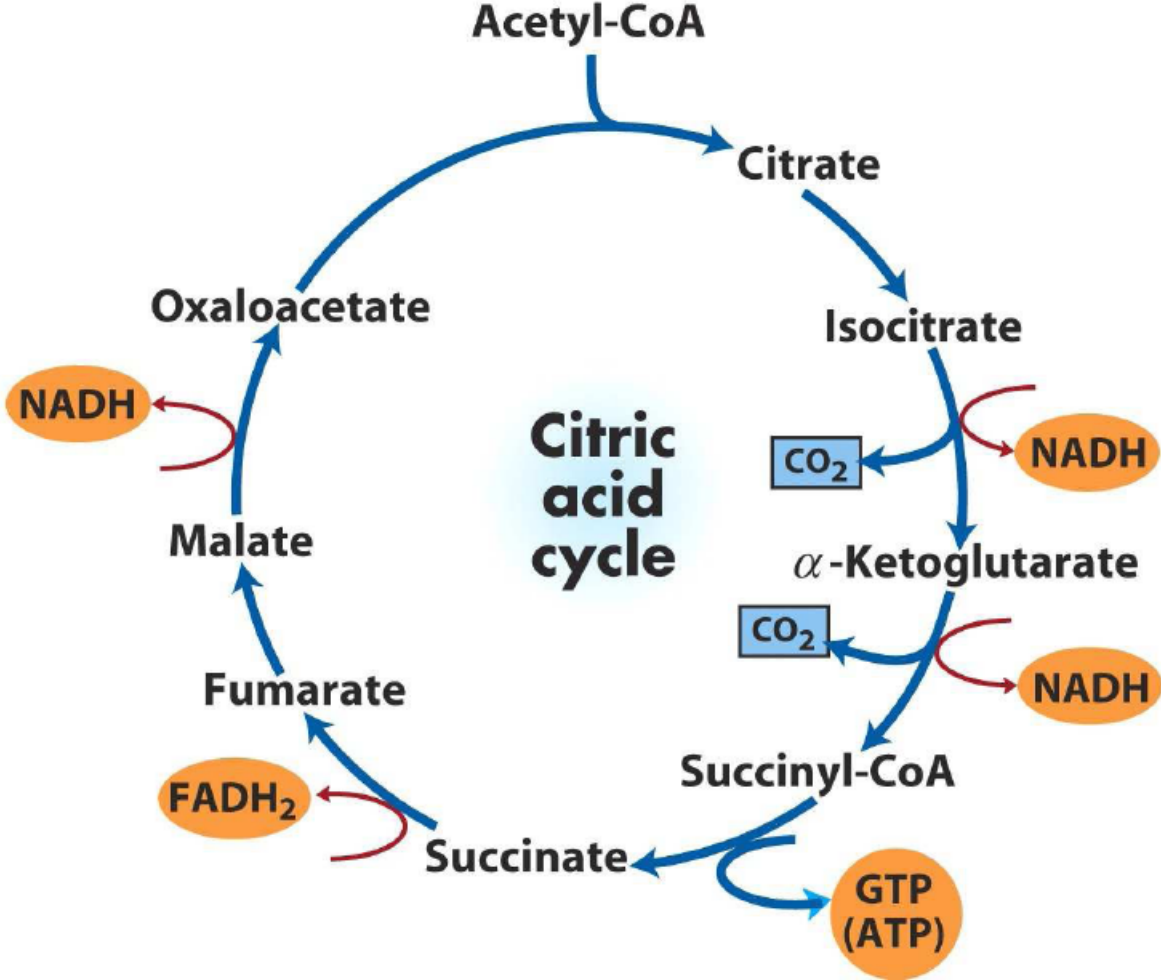 Acetyl-CoA
Citrate
Oxaloacetate
Isocitrate
NADH
Citric
acid
cycle
CO₂
NADH
Malate
α-Ketoglutarate
CO₂
NADH
Fumarate
Succinyl-CoA
FADH₂
Succinate
GTP
(ATP)